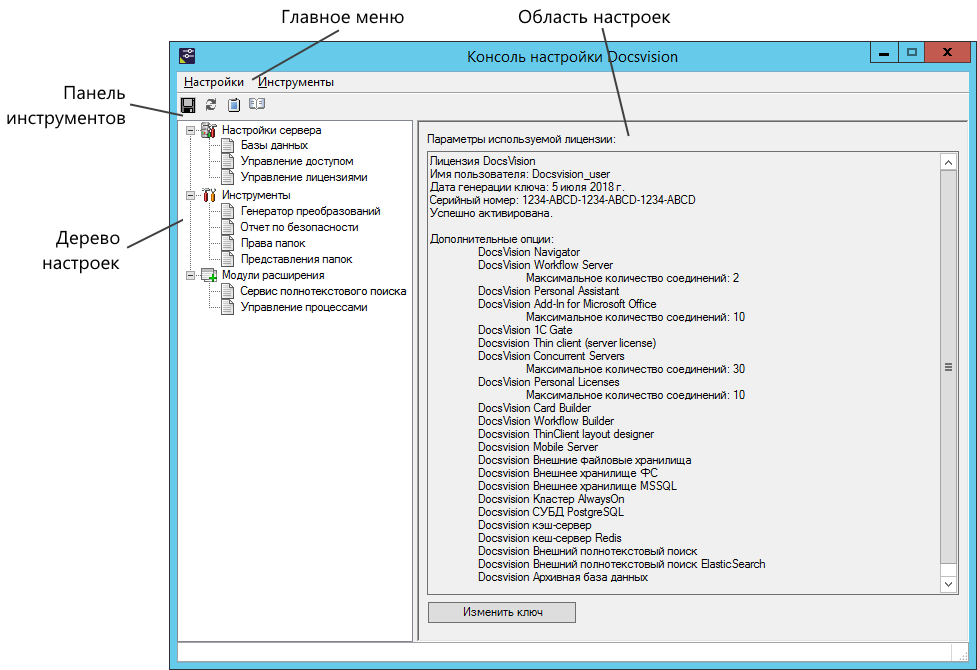 Главное меню
Область настроек
Консоль настройки Docsvision
Настройки Инструменты
Панель
инструментов
Дерево
настроек
Настройки сервера
Базы данных
Управление доступом
Управление лицензиями
Инструменты
Генератор преобразований
Отчет по безопасности
Права папок
Представления папок
Модули расширения
Сервис полнотекстового поиска
Управление процессами
Параметры используемой лицензии:
Лицензия DocsVision
Имя пользователя: Docsvision_user
Дата генерации ключа: 5 июля 2018 г.
Серийный номер: 1234-ABCD-1234-ABCD-1234-ABCD
Успешно активирована.
Дополнительные опции:
DocsVision Navigator
DocsVision Workflow Server
Максимальное количество соединений: 2
DocsVision Personal Assistant
DocsVision Add-In for Microsoft Office
Максимальное количество соединений: 10
DocsVision 1C Gate
Docsvision Thin client (server license)
DocsVision Concurrent Servers
Максимальное количество соединений: 30
DocsVision Personal Licenses
Максимальное количество соединений: 10
DocsVision Card Builder
DocsVision Workflow Builder
Docsvision ThinClient layout designer
Docsvision Mobile Server
Docsvision Внешние файловые хранилища
Docsvision Внешнее хранилище ФС
Docsvision Внешнее хранилище MSSQL
Docsvision Кластер AlwaysOn
Docsvision СУБД PostgreSQL
Docsvision кэш-сервер
Docsvision кеш-сервер Redis
Docsvision Внешний полнотекстовый поиск
Docsvision Внешний полнотекстовый поиск ElasticSearch
Docsvision Архивная база данных
Изменить ключ